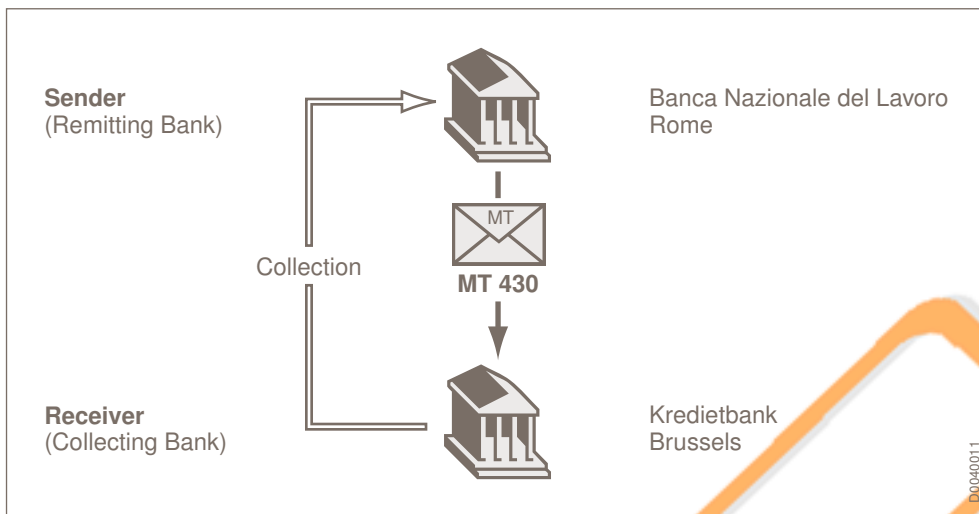 Sender
(Remitting Bank)
Banca Nazionale del Lavoro
Rome
MT
Collection
MT 430
Receiver
(Collecting Bank)
Kredietbank
Brussels
D0040011